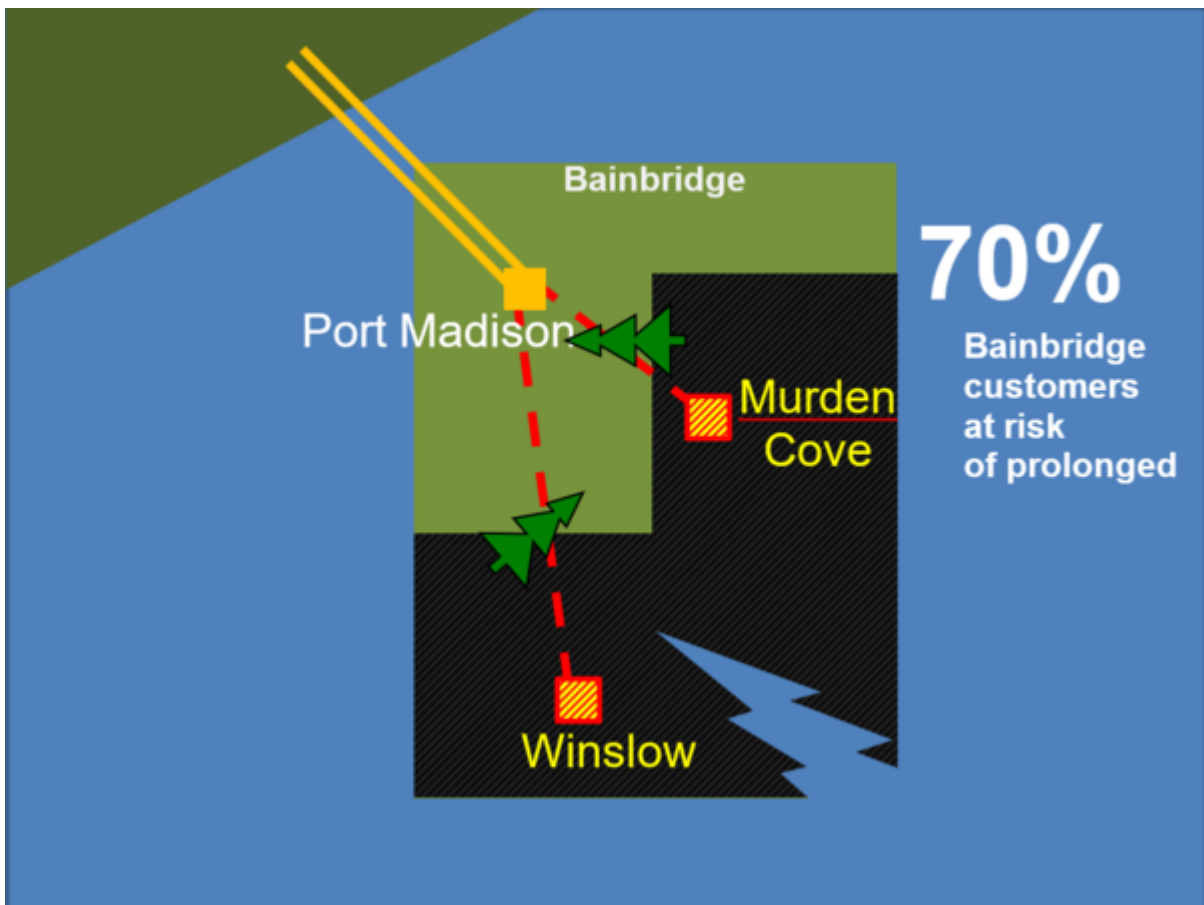 Bainbridge
70%
Bainbridge
customers
at risk
of prolonged
Port Madison
Murden
Cove
Winslow